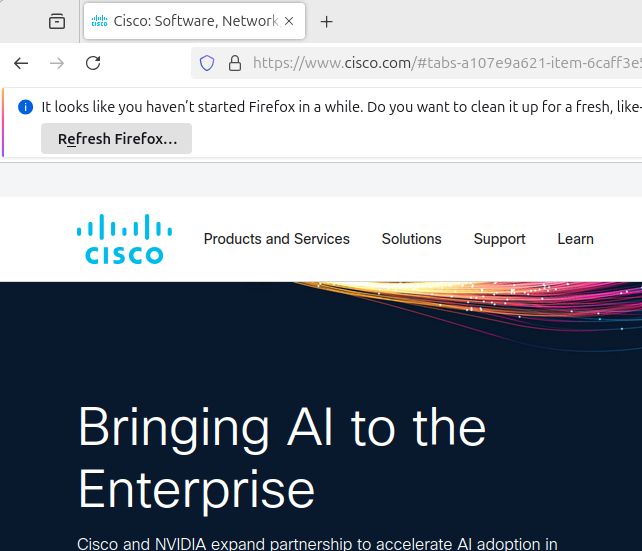 Cisco: Software, Network
https://www.cisco.com/#tabs-a107e9a621-item-6caff3e5
It looks like you haven't started Firefox in a while. Do you want to clean it up for a fresh, like-
Refresh Firefox...
CISCO
Products and Services
Solutions
Support
Learn
Bringing AI to the
Enterprise
Cisco and NVIDIA expand partnership to accelerate AI adoption in